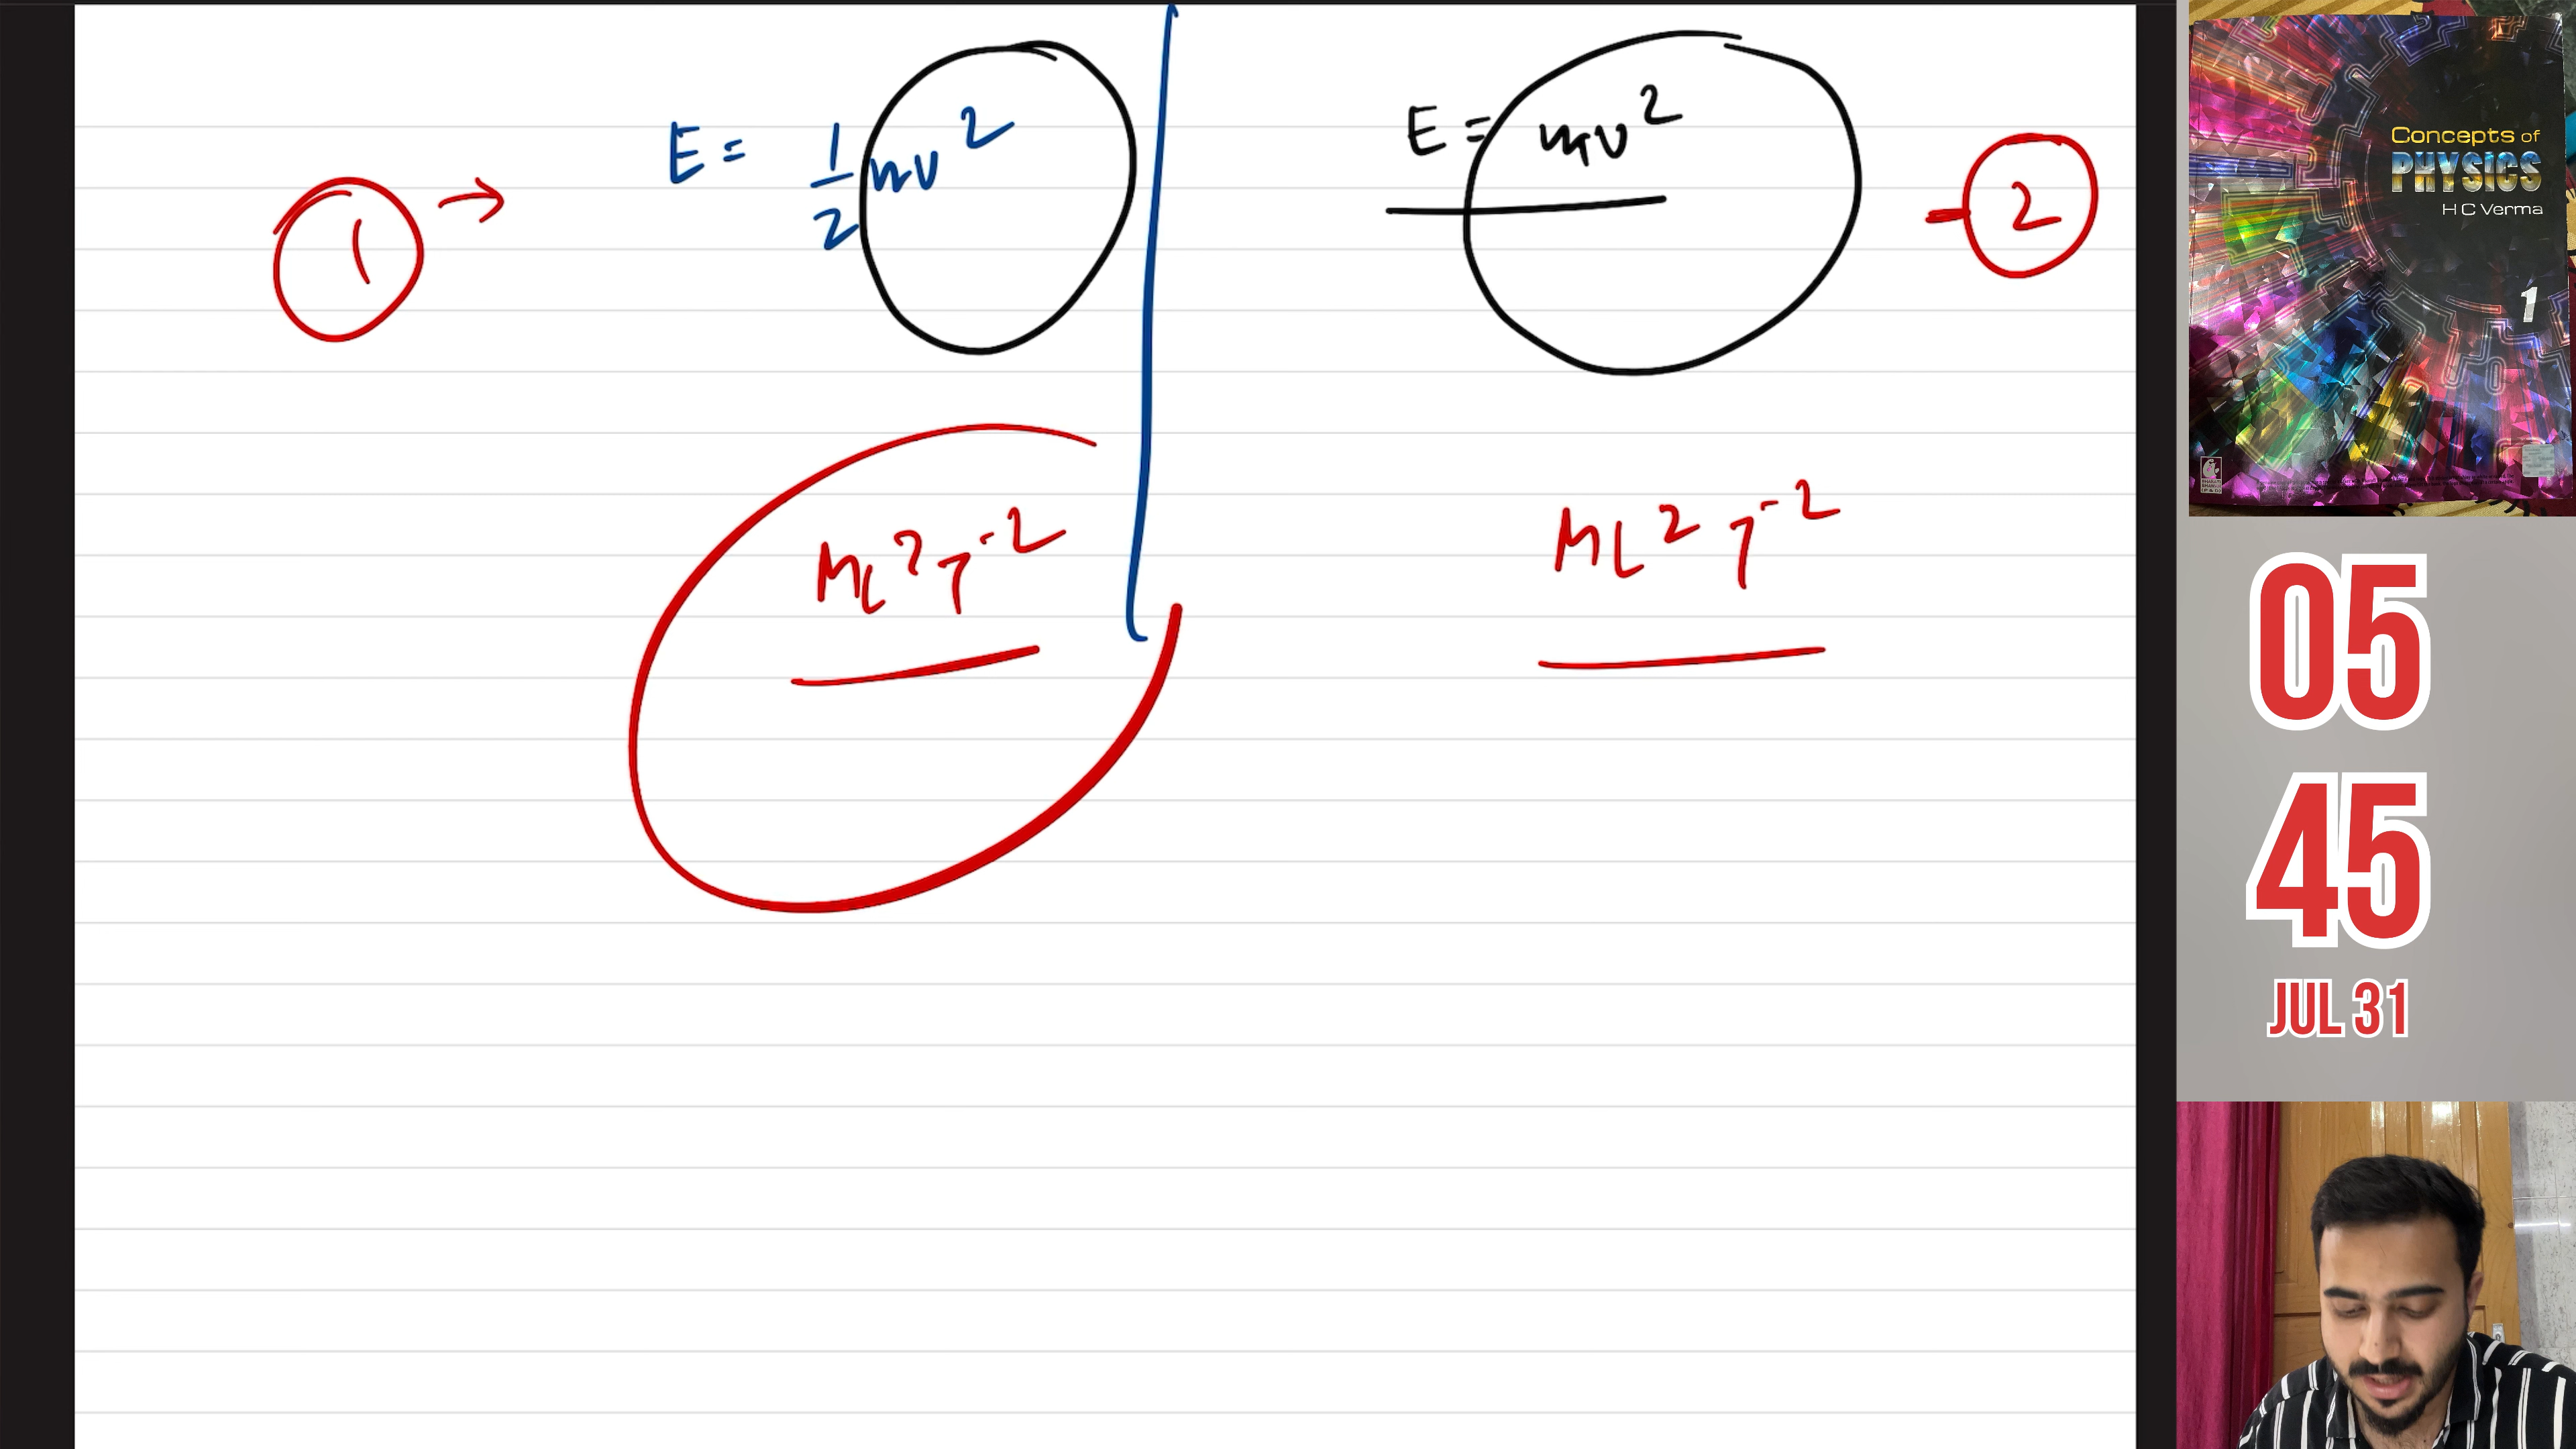 E = 1/2 mv²
E = mv²
1 →
2
ML²T⁻²
ML²T⁻²
Concepts of
PHYSICS
H C Verma
1
05
45
JUL 31